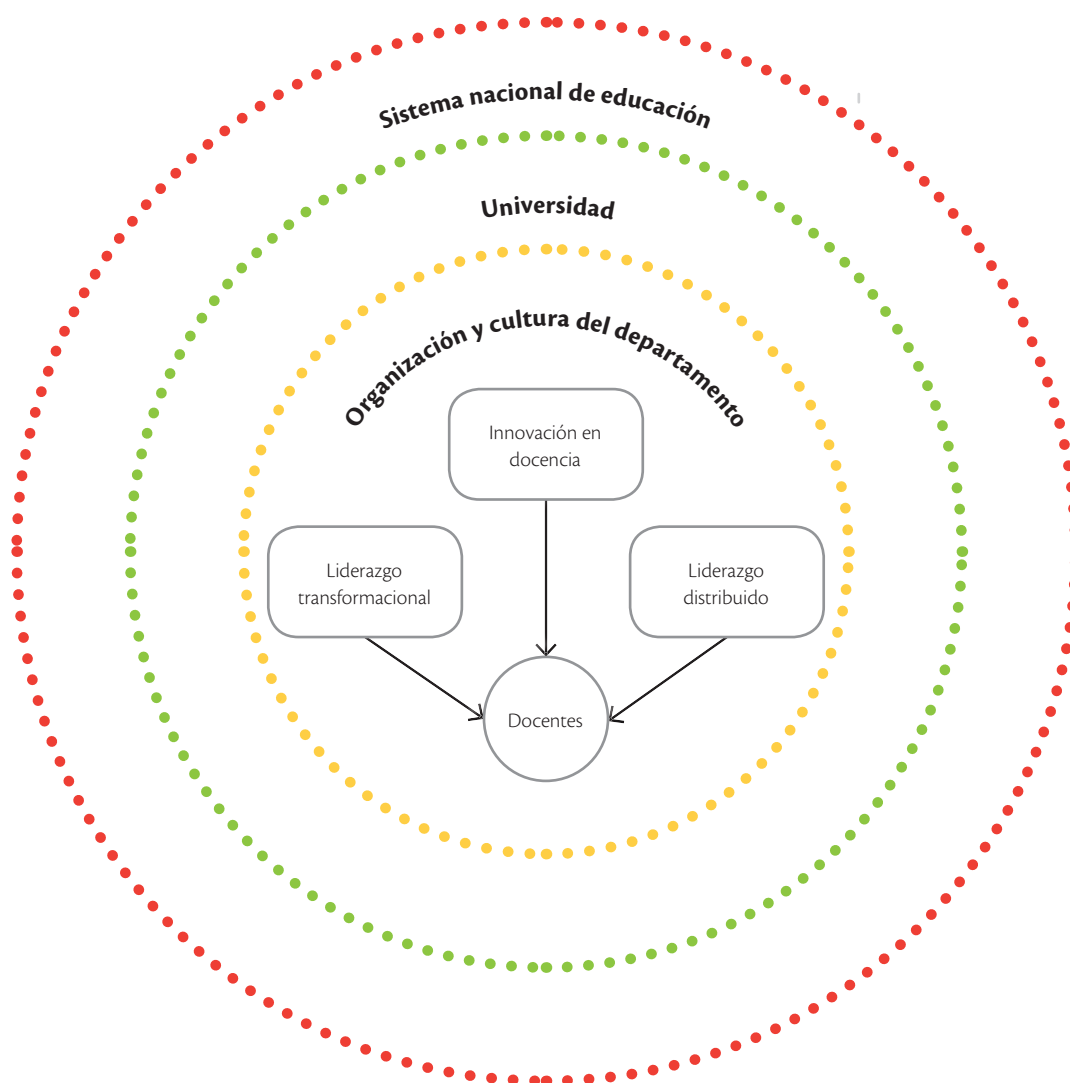 Sistema nacional de educación
Universidad
Organización y cultura del departamento
Innovación en
docencia
Liderazgo
transformacional
Liderazgo
distribuido
Docentes